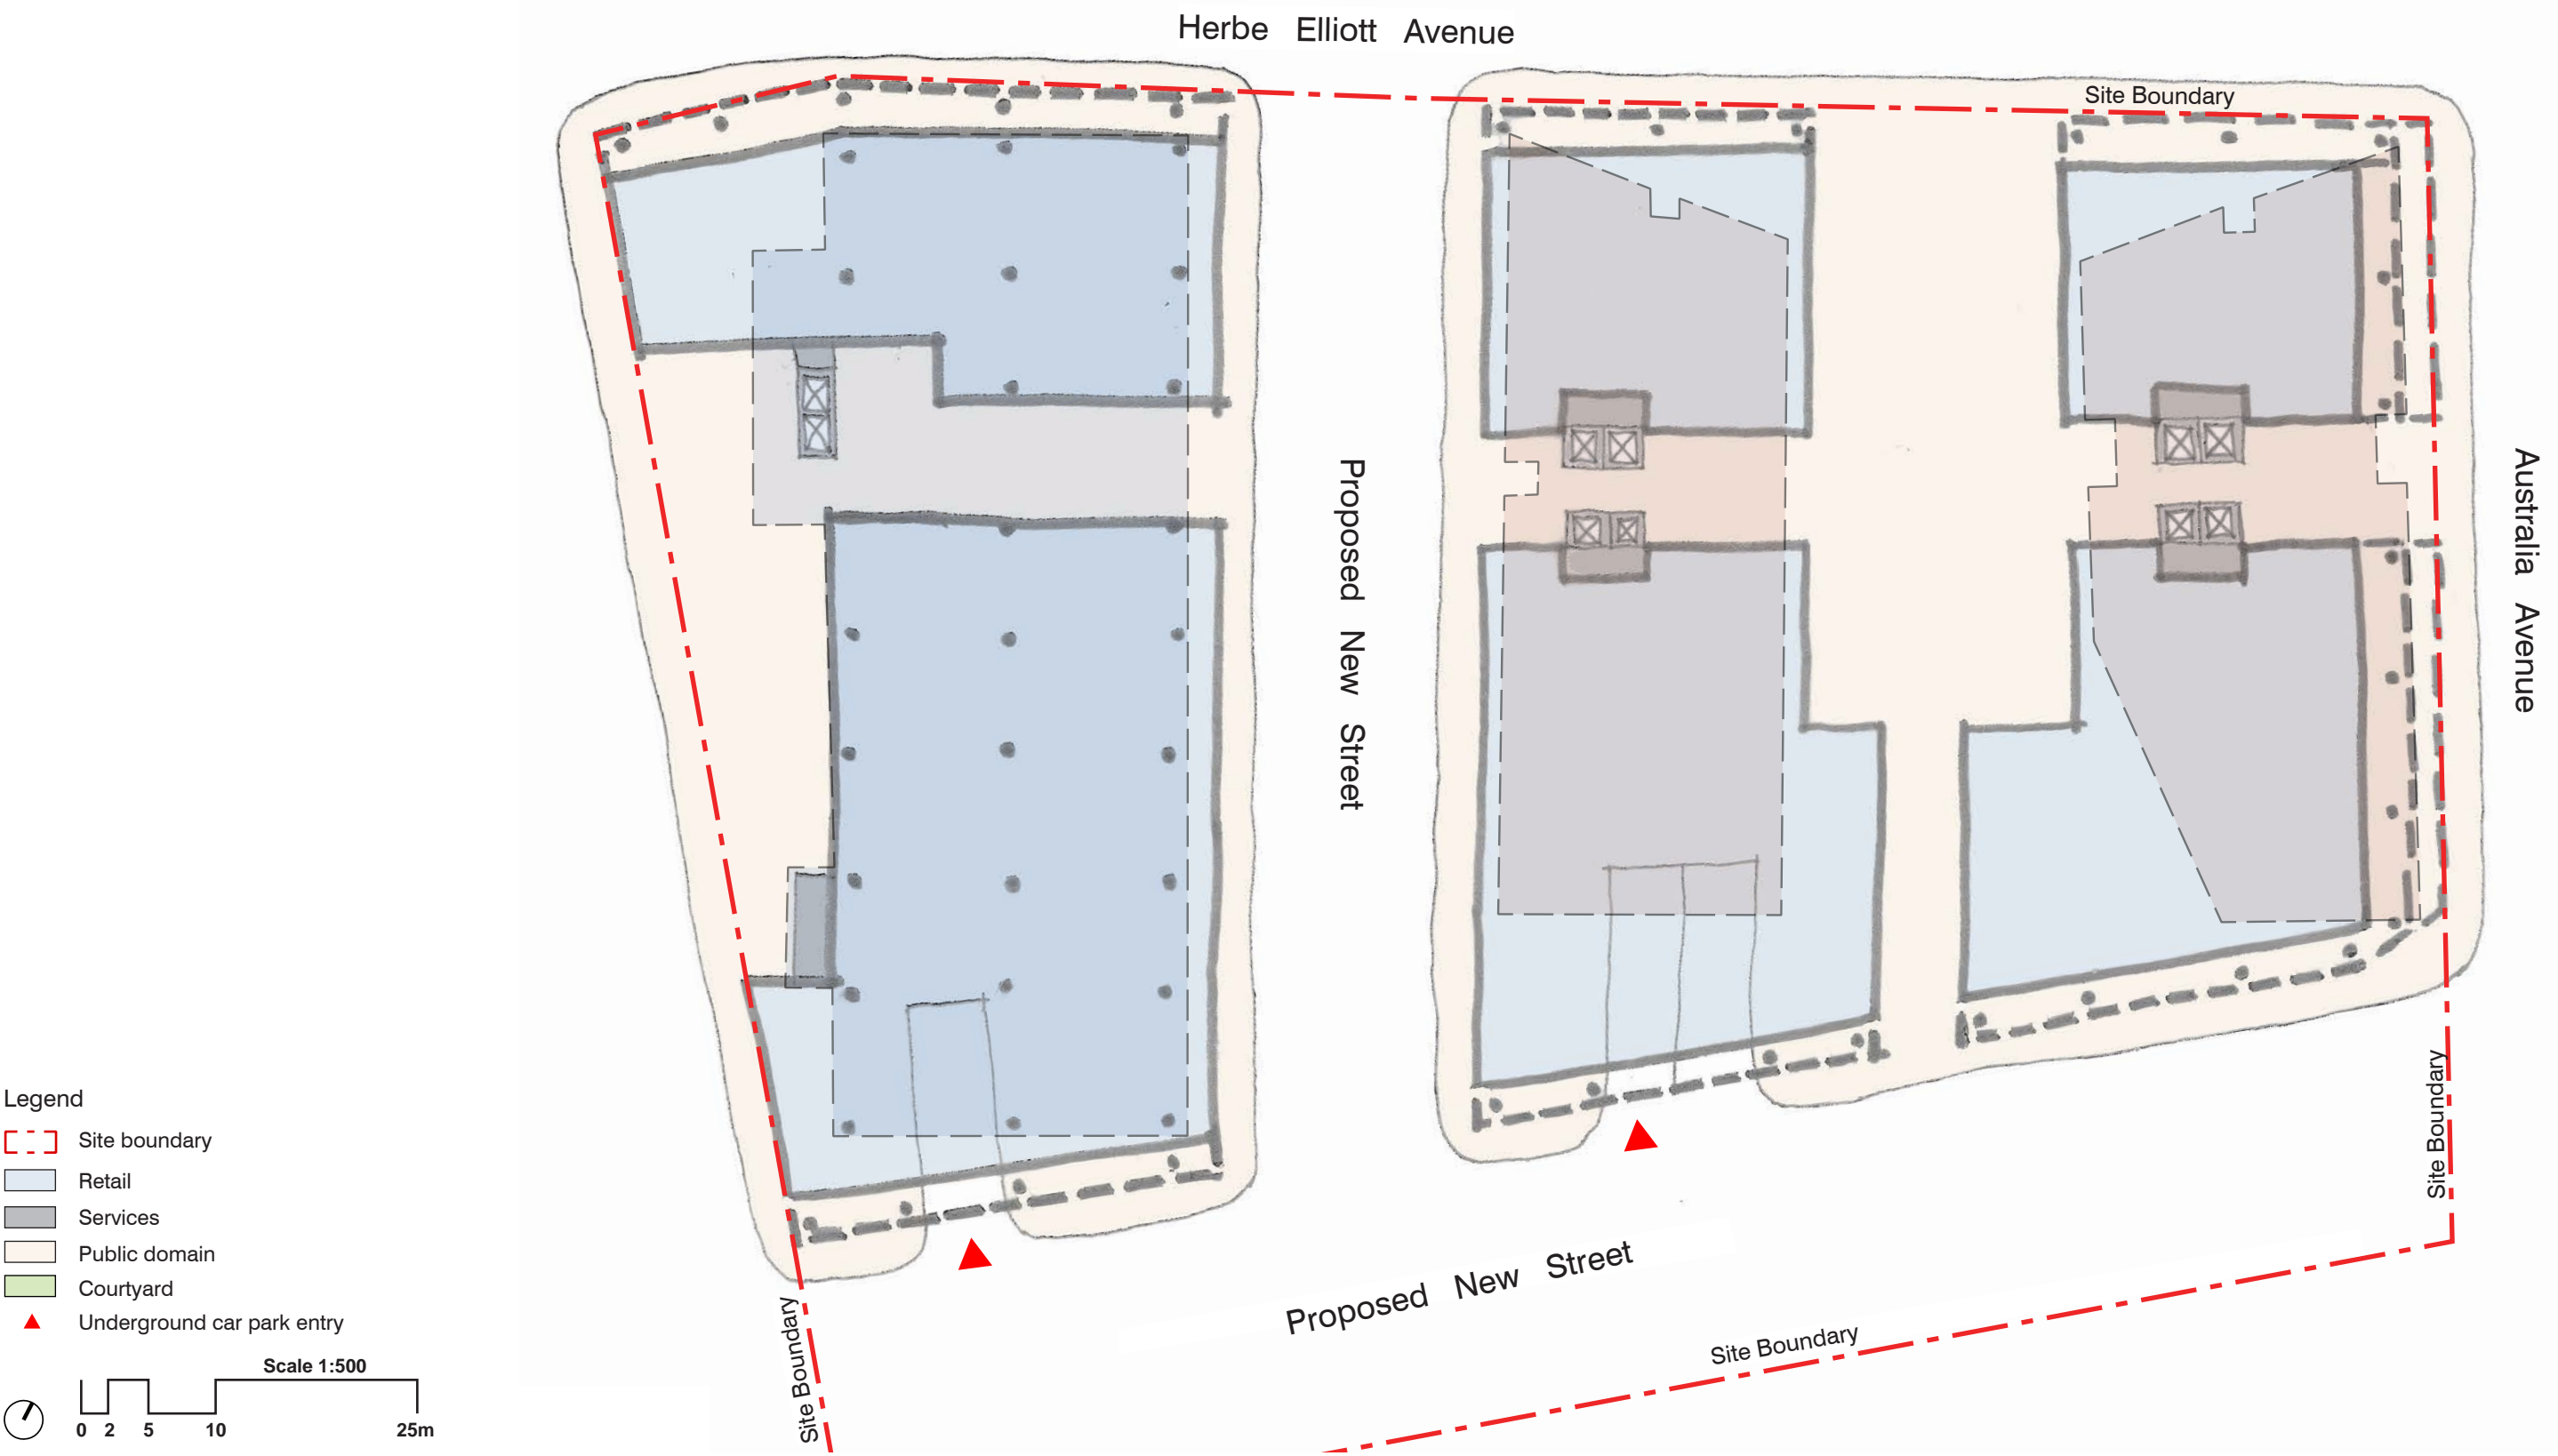 Herbe Elliott Avenue
Site Boundary
Proposed New Street
Australia Avenue
Site Boundary
Proposed New Street
Site Boundary
Site Boundary
Legend
Site boundary
Retail
Services
Public domain
Courtyard
Underground car park entry
Scale 1:500
0 2 5 10 25m